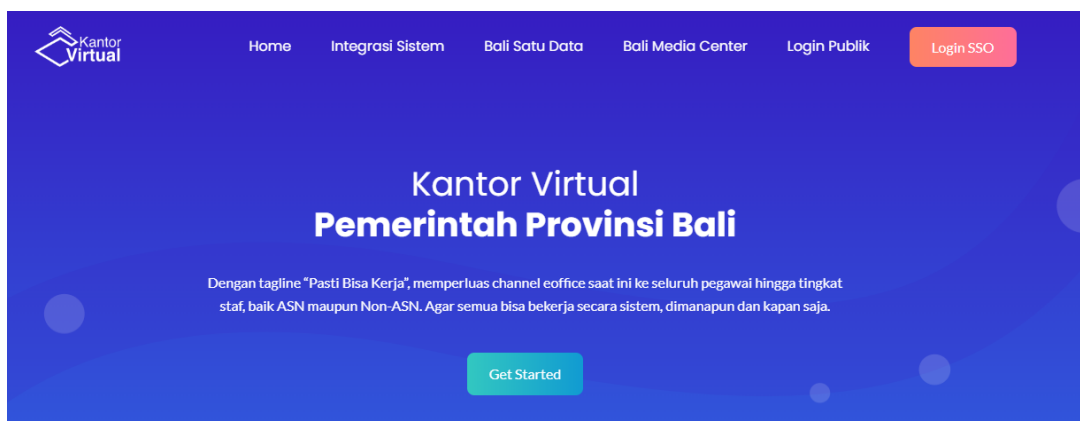 Kantor
Virtual
Home
Integrasi Sistem
Bali Satu Data
Bali Media Center
Login Publik
Login SSO
Kantor Virtual
Pemerintah Provinsi Bali
Dengan tagline “Pasti Bisa Kerja”, memperluas channel eoffice saat ini ke seluruh pegawai hingga tingkat
staf, baik ASN maupun Non-ASN. Agar semua bisa bekerja secara sistem, dimanapun dan kapan saja.
Get Started